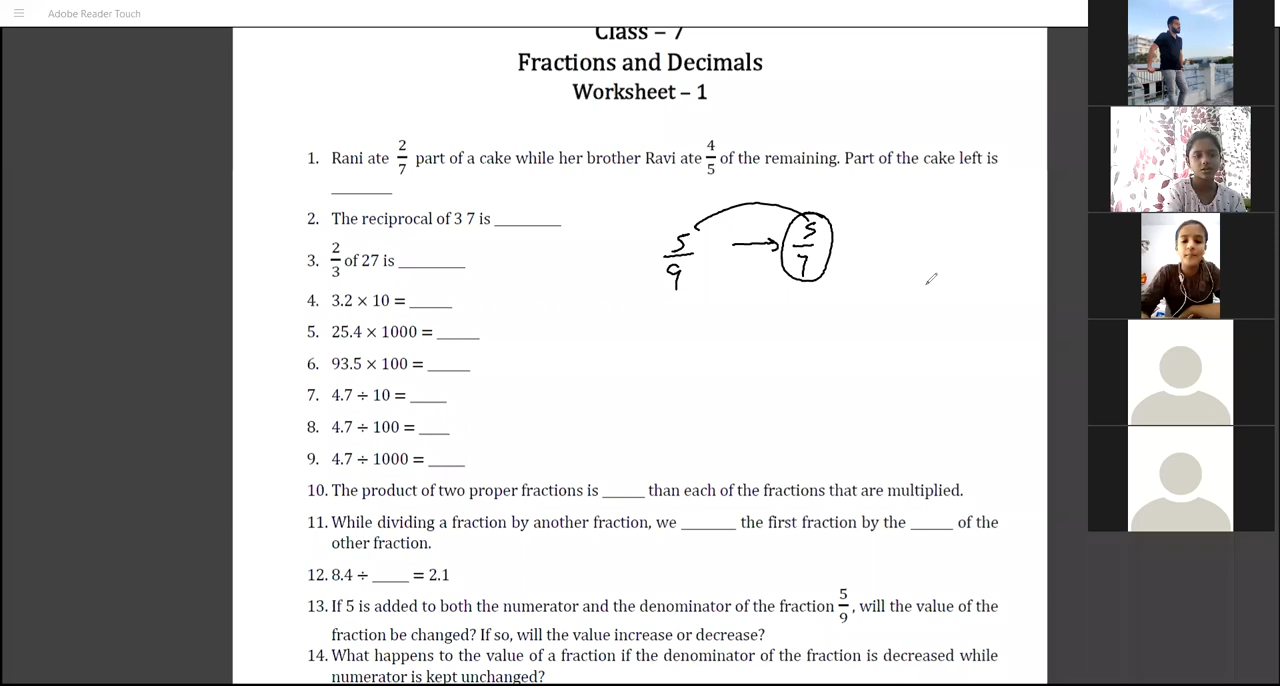 Adobe Reader Touch
Class – 7
Fractions and Decimals
Worksheet – 1
1. Rani ate 2/7 part of a cake while her brother Ravi ate 4/5 of the remaining. Part of the cake left is
________
2. The reciprocal of 3 7 is ________
3. 2/3 of 27 is ________
5/9 → 5/7
4. 3.2 × 10 = _____
5. 25.4 × 1000 = _____
6. 93.5 × 100 = _____
7. 4.7 ÷ 10 = _____
8. 4.7 ÷ 100 = ____
9. 4.7 ÷ 1000 = _____
10. The product of two proper fractions is _____ than each of the fractions that are multiplied.
11. While dividing a fraction by another fraction, we _______ the first fraction by the _____ of the
other fraction.
12. 8.4 ÷ ____ = 2.1
13. If 5 is added to both the numerator and the denominator of the fraction 5/9, will the value of the
fraction be changed? If so, will the value increase or decrease?
14. What happens to the value of a fraction if the denominator of the fraction is decreased while
numerator is kept unchanged?